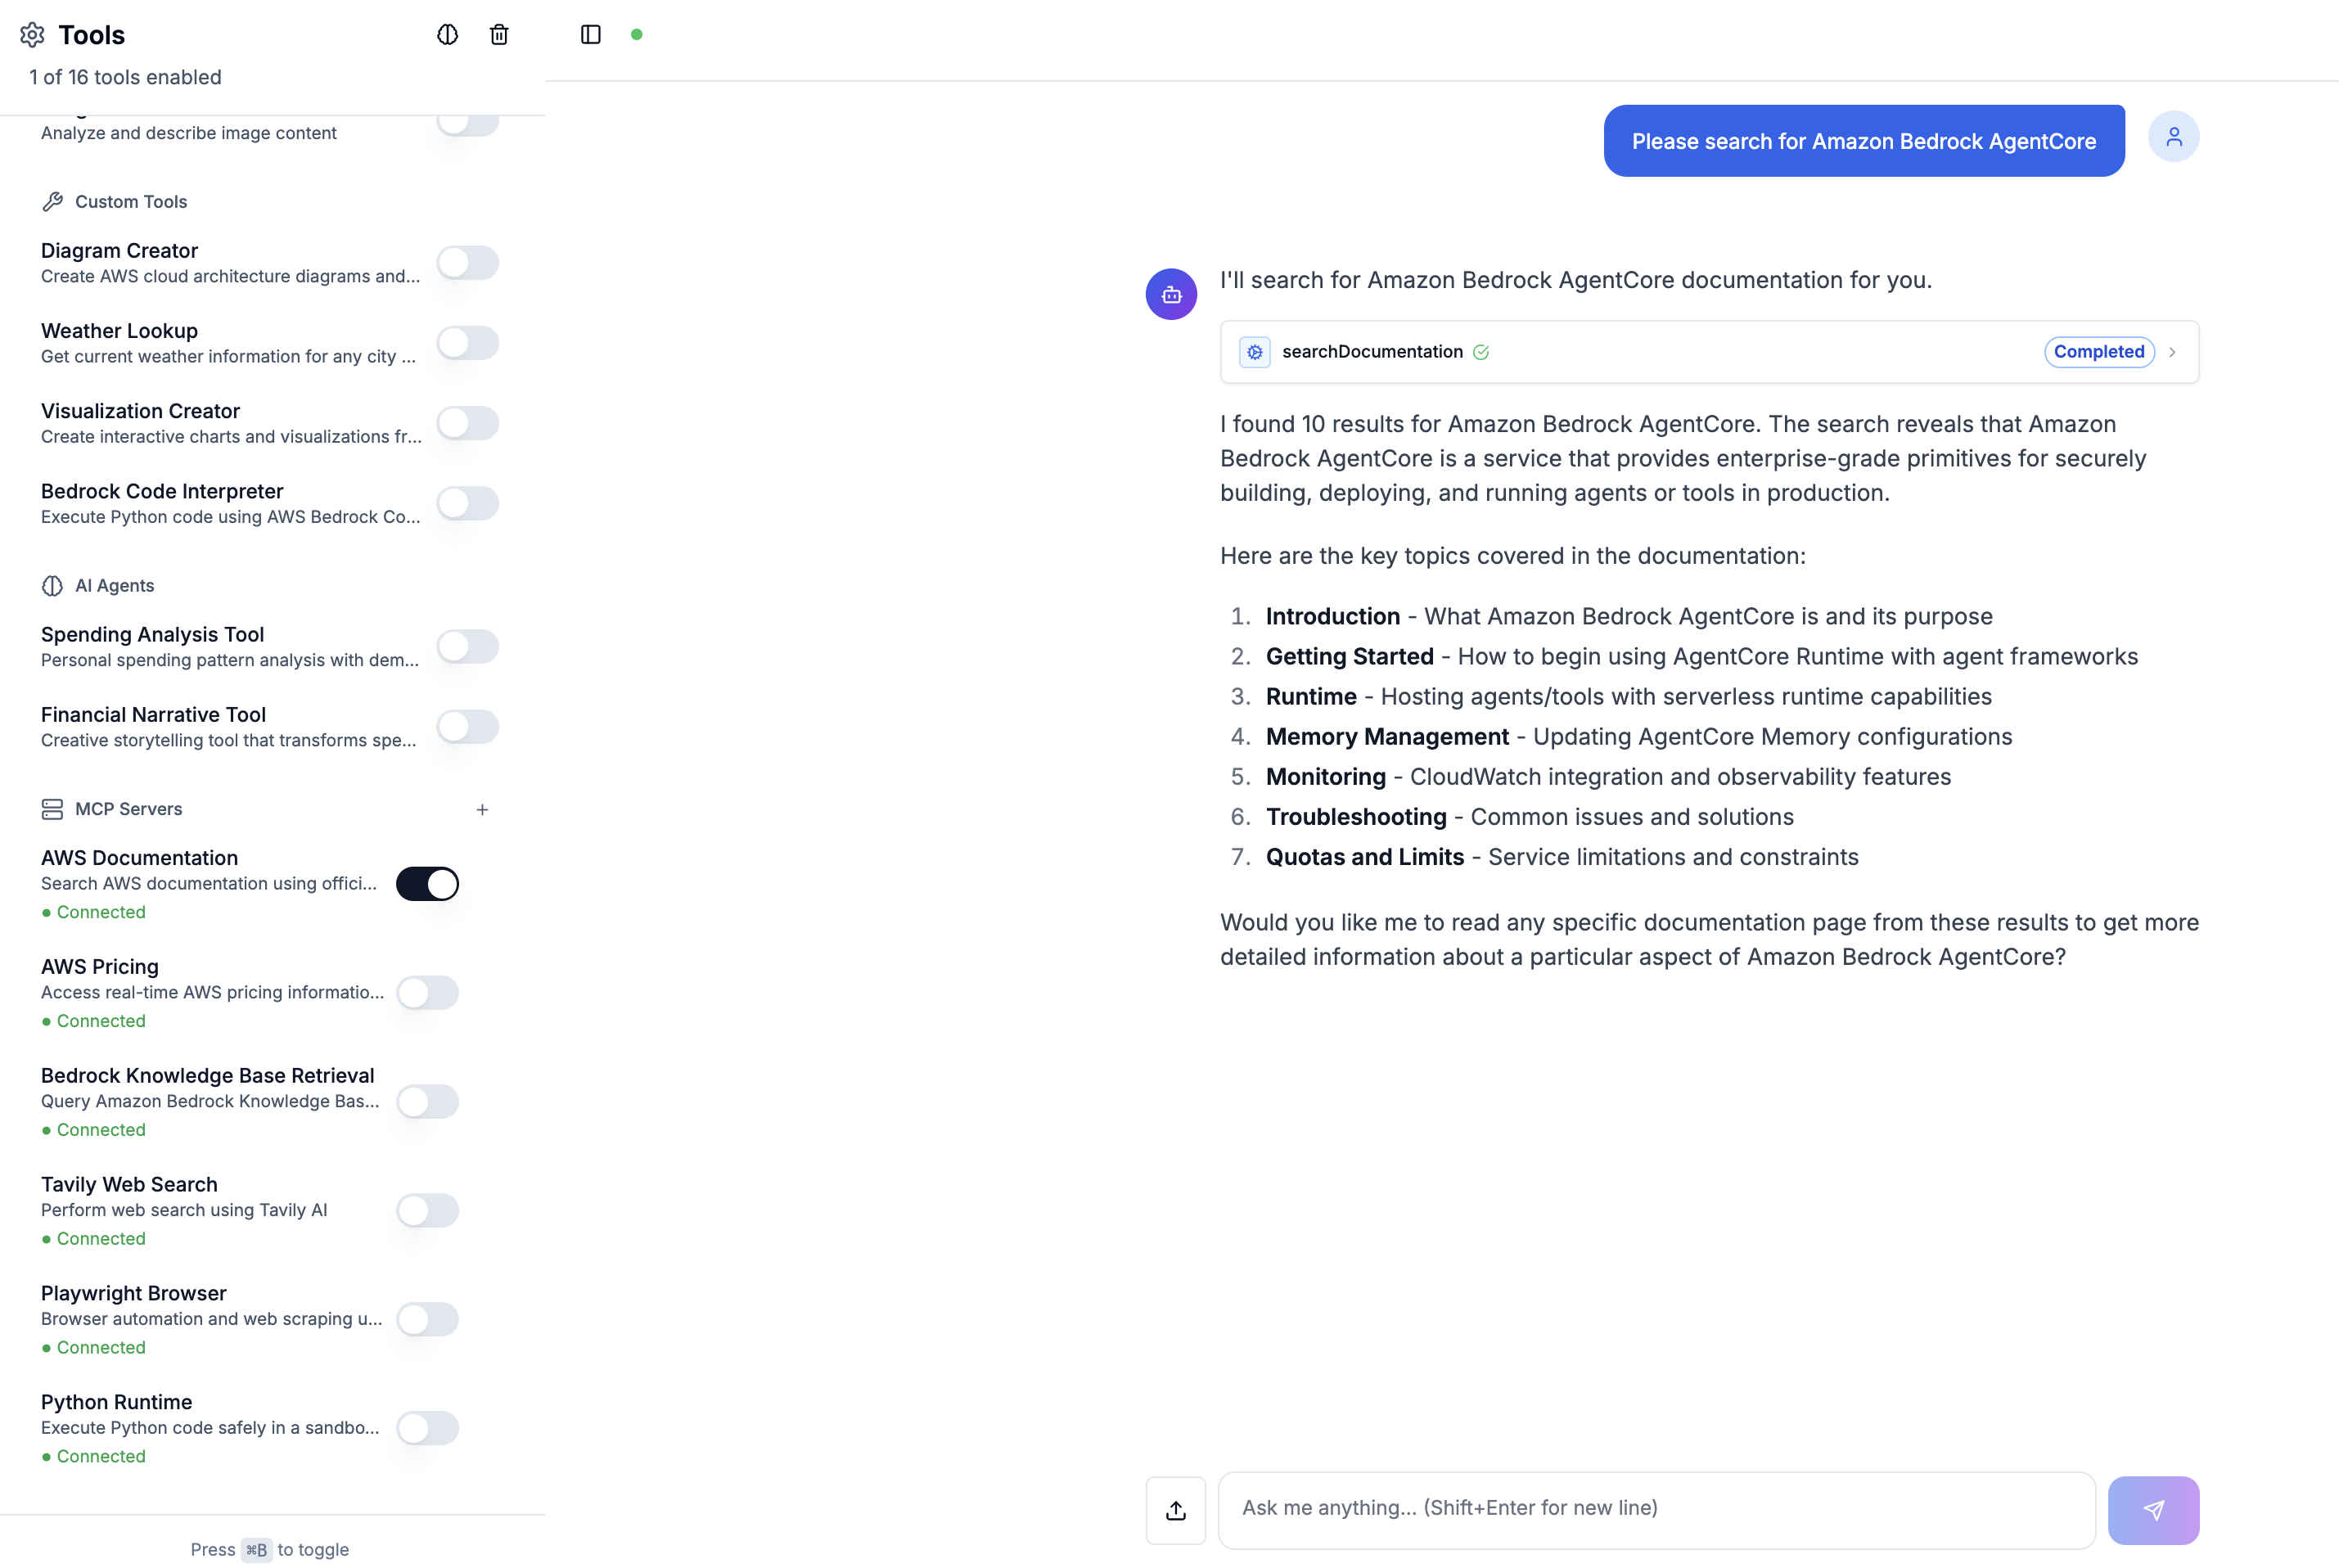 Tools
1 of 16 tools enabled
Analyze and describe image content
Custom Tools
Diagram Creator
Create AWS cloud architecture diagrams and...
Weather Lookup
Get current weather information for any city ...
Visualization Creator
Create interactive charts and visualizations fr...
Bedrock Code Interpreter
Execute Python code using AWS Bedrock Co...
AI Agents
Spending Analysis Tool
Personal spending pattern analysis with dem...
Financial Narrative Tool
Creative storytelling tool that transforms spe...
MCP Servers
AWS Documentation
Search AWS documentation using offici...
Connected
AWS Pricing
Access real-time AWS pricing informatio...
Connected
Bedrock Knowledge Base Retrieval
Query Amazon Bedrock Knowledge Bas...
Connected
Tavily Web Search
Perform web search using Tavily AI
Connected
Playwright Browser
Browser automation and web scraping u...
Connected
Python Runtime
Execute Python code safely in a sandbo...
Connected
Press ⌘B to toggle
Please search for Amazon Bedrock AgentCore
I'll search for Amazon Bedrock AgentCore documentation for you.
searchDocumentation
Completed
I found 10 results for Amazon Bedrock AgentCore. The search reveals that Amazon
Bedrock AgentCore is a service that provides enterprise-grade primitives for securely
building, deploying, and running agents or tools in production.
Here are the key topics covered in the documentation:
1. Introduction - What Amazon Bedrock AgentCore is and its purpose
2. Getting Started - How to begin using AgentCore Runtime with agent frameworks
3. Runtime - Hosting agents/tools with serverless runtime capabilities
4. Memory Management - Updating AgentCore Memory configurations
5. Monitoring - CloudWatch integration and observability features
6. Troubleshooting - Common issues and solutions
7. Quotas and Limits - Service limitations and constraints
Would you like me to read any specific documentation page from these results to get more
detailed information about a particular aspect of Amazon Bedrock AgentCore?
Ask me anything... (Shift+Enter for new line)